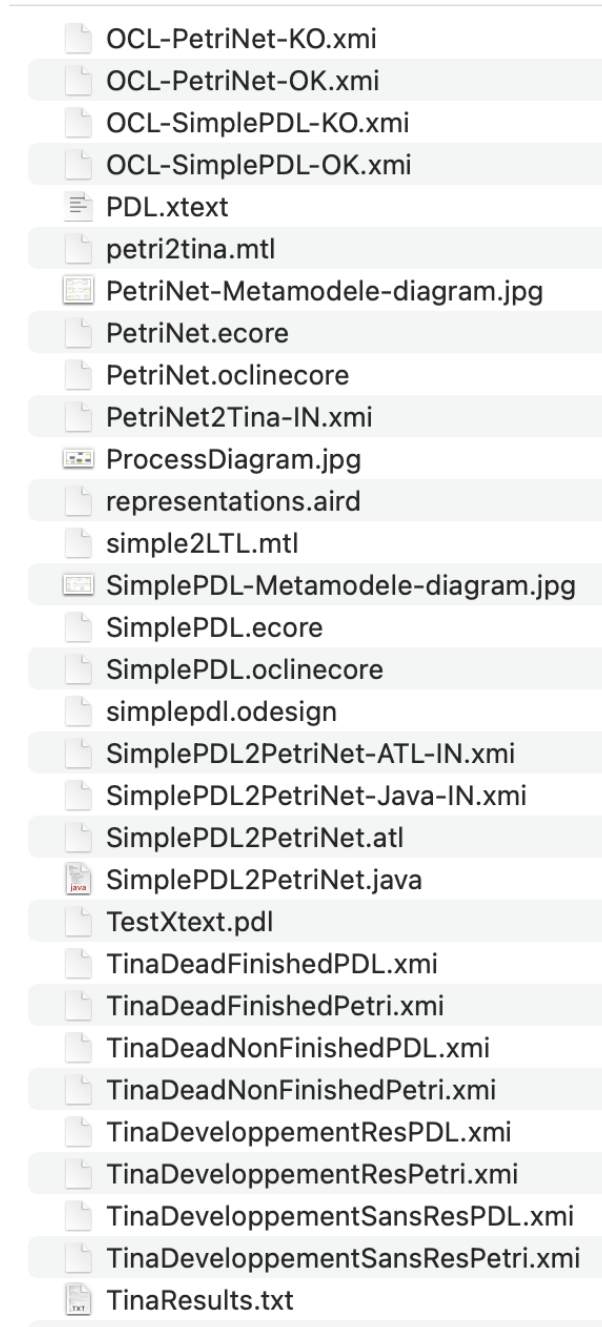 OCL-PetriNet-KO.xmi
OCL-PetriNet-OK.xmi
OCL-SimplePDL-KO.xmi
OCL-SimplePDL-OK.xmi
PDL.xtext
petri2tina.mtl
PetriNet-Metamodele-diagram.jpg
PetriNet.ecore
PetriNet.oclinecore
PetriNet2Tina-IN.xmi
ProcessDiagram.jpg
representations.aird
simple2LTL.mtl
SimplePDL-Metamodele-diagram.jpg
SimplePDL.ecore
SimplePDL.oclinecore
simplepdl.odesign
SimplePDL2PetriNet-ATL-IN.xmi
SimplePDL2PetriNet-Java-IN.xmi
SimplePDL2PetriNet.atl
java SimplePDL2PetriNet.java
TestXtext.pdl
TinaDeadFinishedPDL.xmi
TinaDeadFinishedPetri.xmi
TinaDeadNonFinishedPDL.xmi
TinaDeadNonFinishedPetri.xmi
TinaDeveloppementResPDL.xmi
TinaDeveloppementResPetri.xmi
TinaDeveloppementSansResPDL.xmi
TinaDeveloppementSansResPetri.xmi
.TXT TinaResults.txt